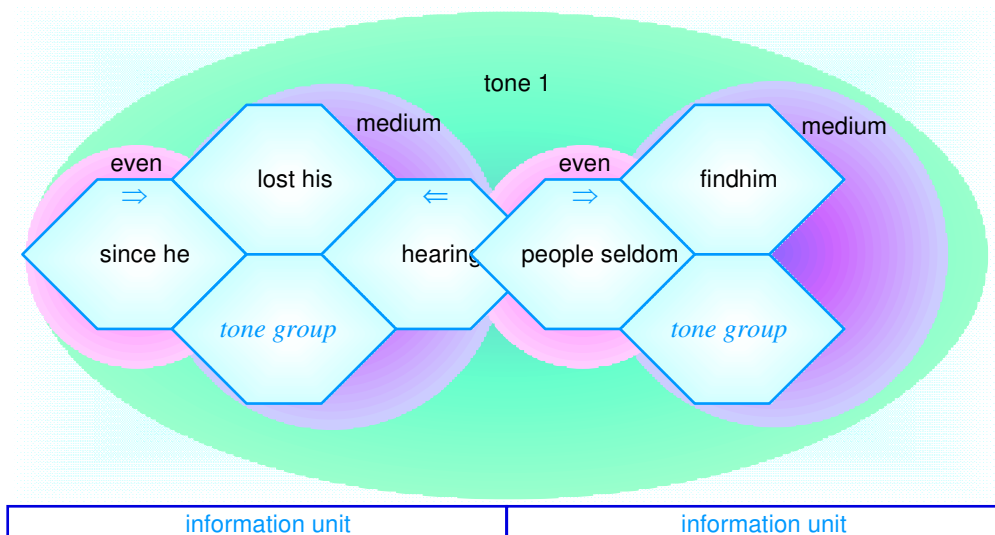 tone 1
medium
medium
even
even
lost his
findhim
⇒
⇐
⇒
since he
hearing
people seldom
tone group
tone group
information unit
information unit